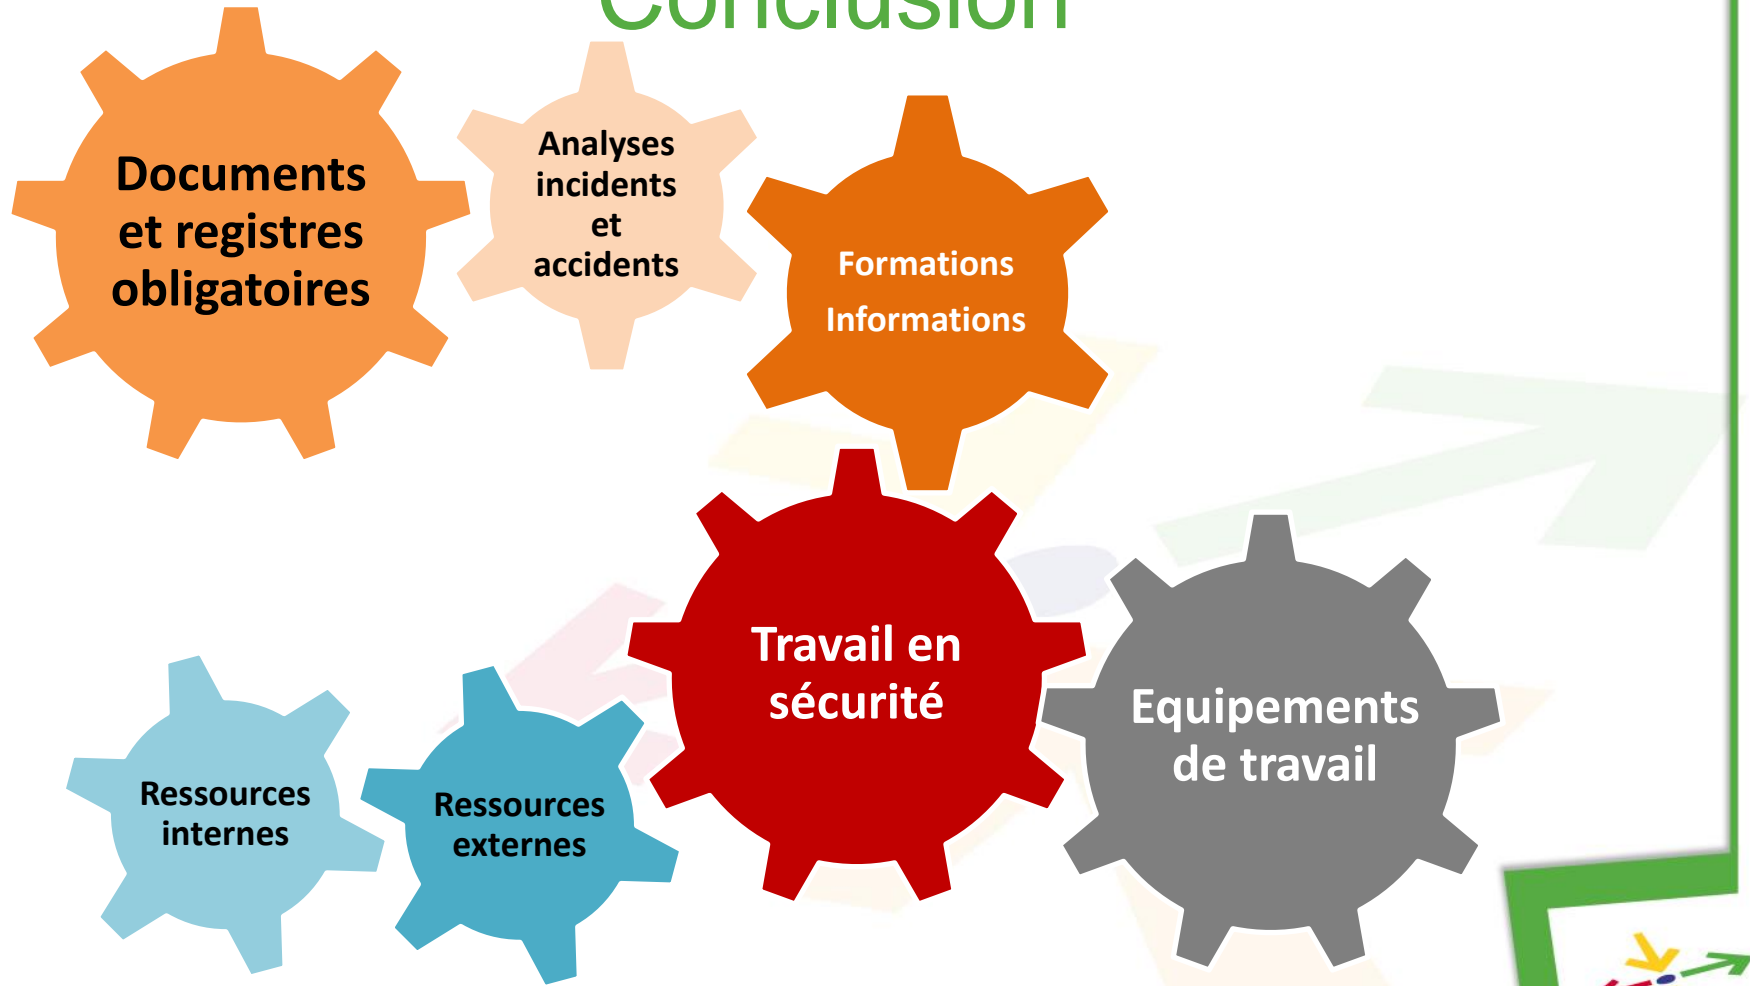 Conclusion
Documents
et registres
obligatoires
Analyses
incidents
et
accidents
Formations
Informations
Travail en
sécurité
Equipements
de travail
Ressources
internes
Ressources
externes